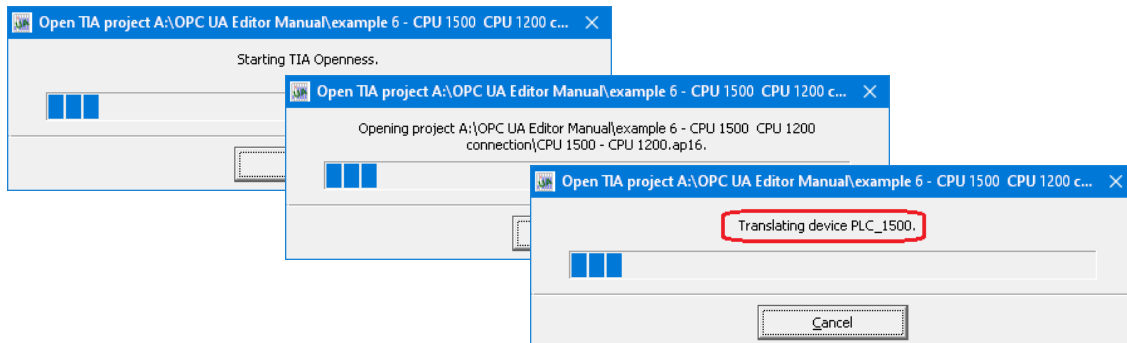 Open TIA project A:\OPC UA Editor Manual\example 6 - CPU 1500 CPU 1200 c...
Starting TIA Openness.
Open TIA project A:\OPC UA Editor Manual\example 6 - CPU 1500 CPU 1200 c...
Opening project A:\OPC UA Editor Manual\example 6 - CPU 1500 CPU 1200
connection\CPU 1500 - CPU 1200.ap16.
Open TIA project A:\OPC UA Editor Manual\example 6 - CPU 1500 CPU 1200 c...
Translating device PLC_1500.
Cancel